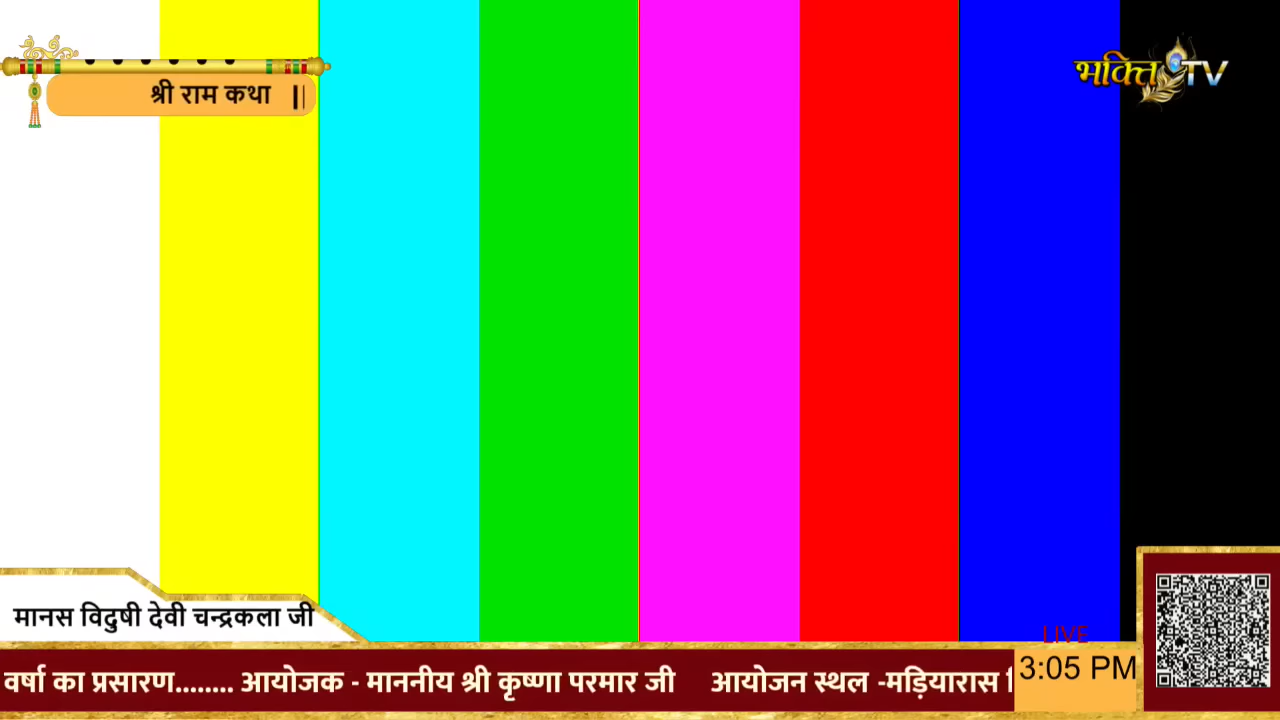 श्री राम कथा ||
भक्ति TV
मानस विदुषी देवी चन्द्रकला जी
LIVE
3:05 PM
वर्षा का प्रसारण........ आयोजक - माननीय श्री कृष्णा परमार जी आयोजन स्थल -मड़ियारास